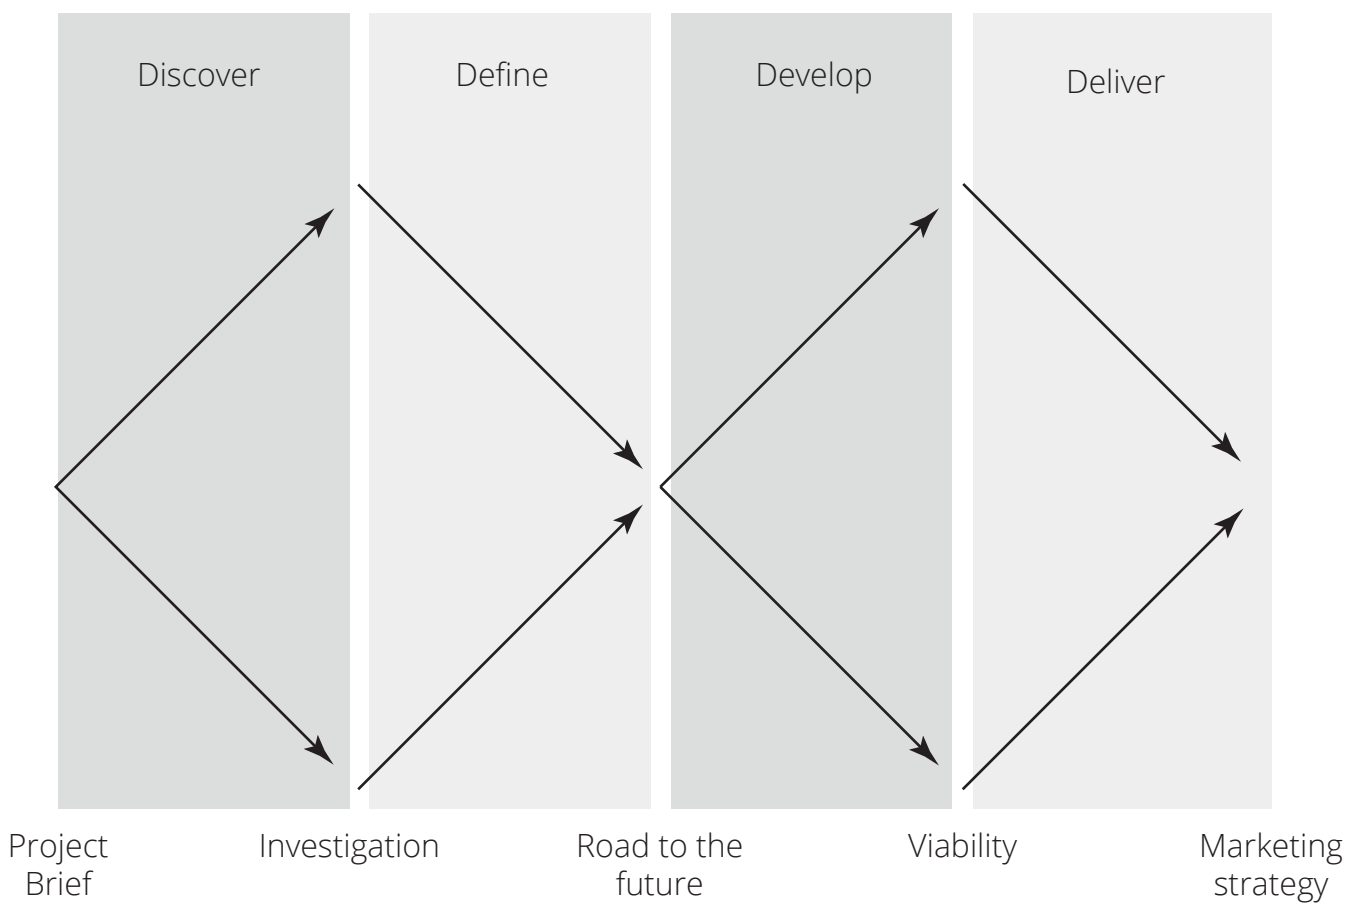 Discover
Define
Develop
Deliver
Project
Brief
Investigation
Road to the
future
Viability
Marketing
strategy